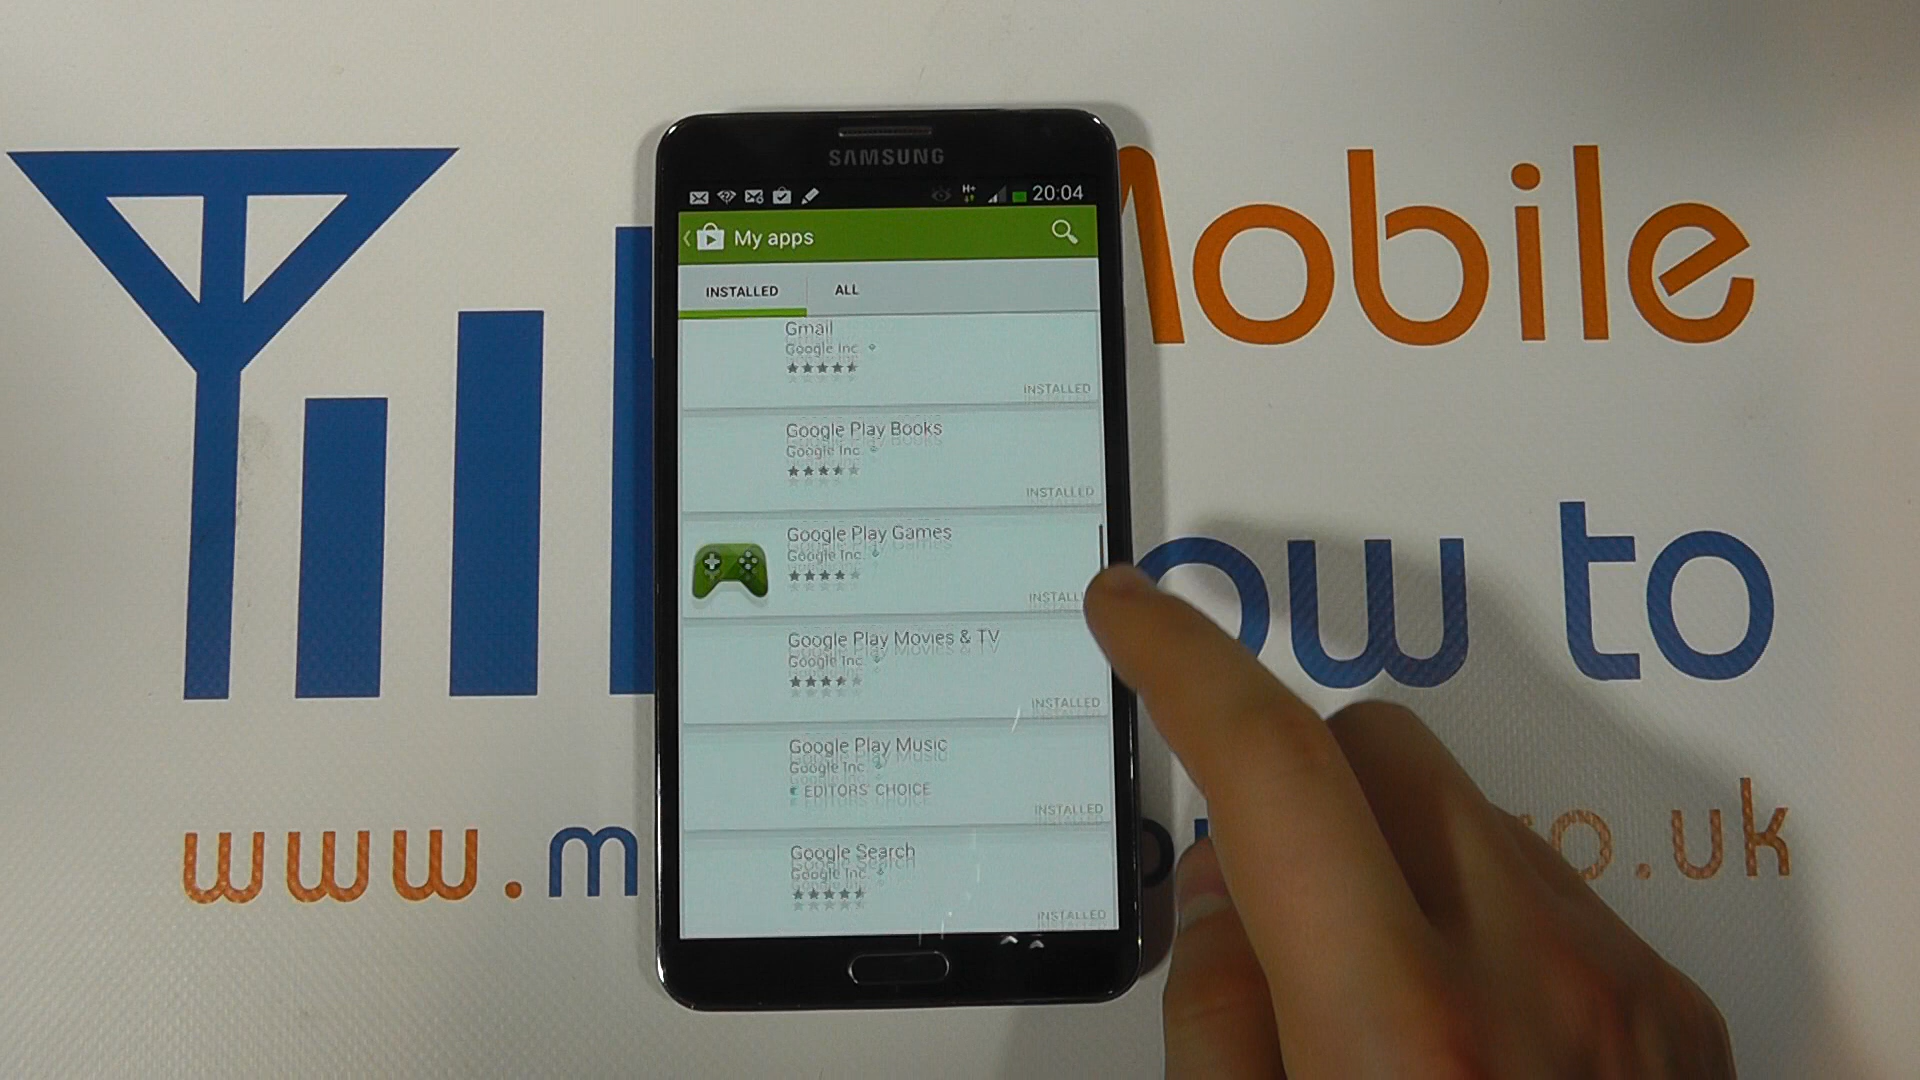 SAMSUNG
H+ 20:04
My apps
INSTALLED ALL
Gmail
Google Inc
INSTALLED
Google Play Books
Google Inc
INSTALLED
Google Play Games
Google Inc.
INSTALL
Google Play Movies & TV
Google Inc.
INSTALLED
Google Play Music
Google Inc
EDITORS' CHOICE
INSTALLED
Google Search
Google Inc.
INSTALLED
Mobile
ow to
www.m o .co.uk